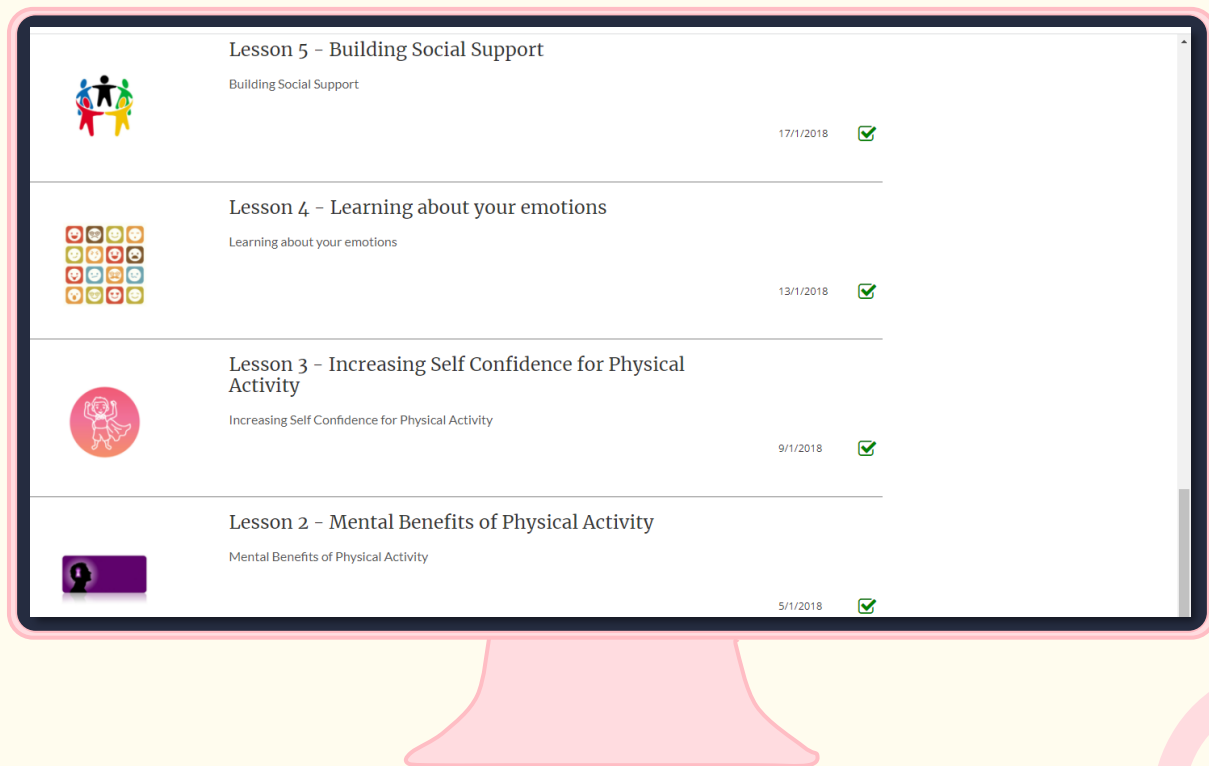 Lesson 5 - Building Social Support
Building Social Support
17/1/2018
Lesson 4 - Learning about your emotions
Learning about your emotions
13/1/2018
Lesson 3 - Increasing Self Confidence for Physical
Activity
Increasing Self Confidence for Physical Activity
9/1/2018
Lesson 2 - Mental Benefits of Physical Activity
Mental Benefits of Physical Activity
5/1/2018